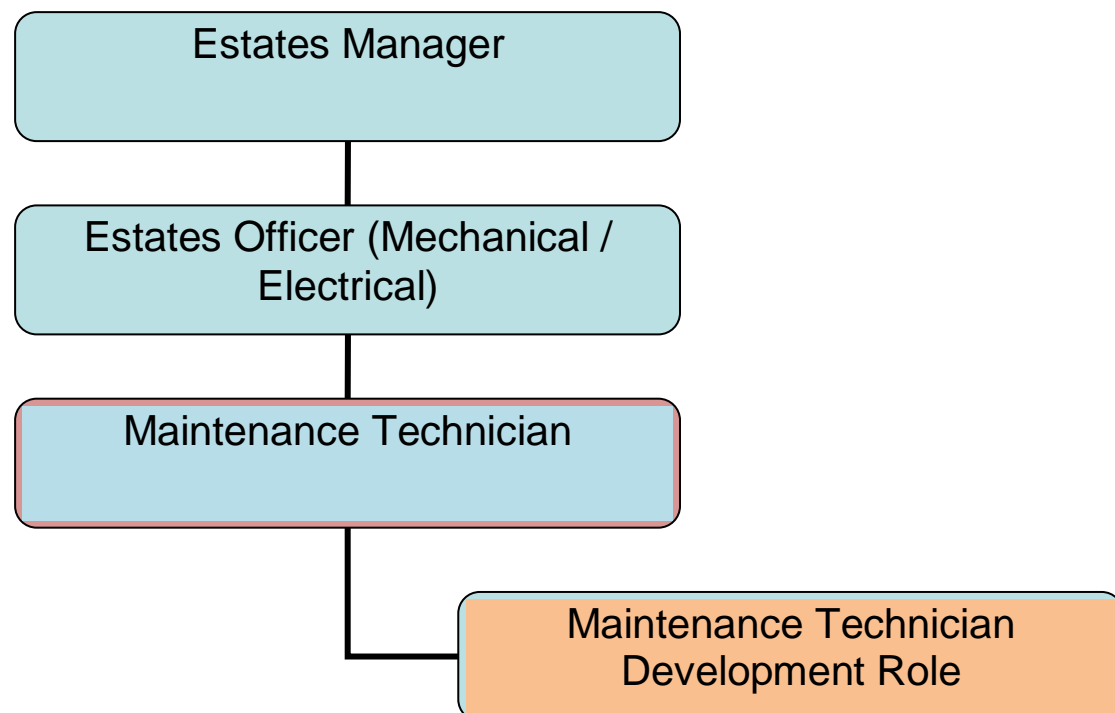 Estates Manager
Estates Officer (Mechanical /
Electrical)
Maintenance Technician
Maintenance Technician
Development Role